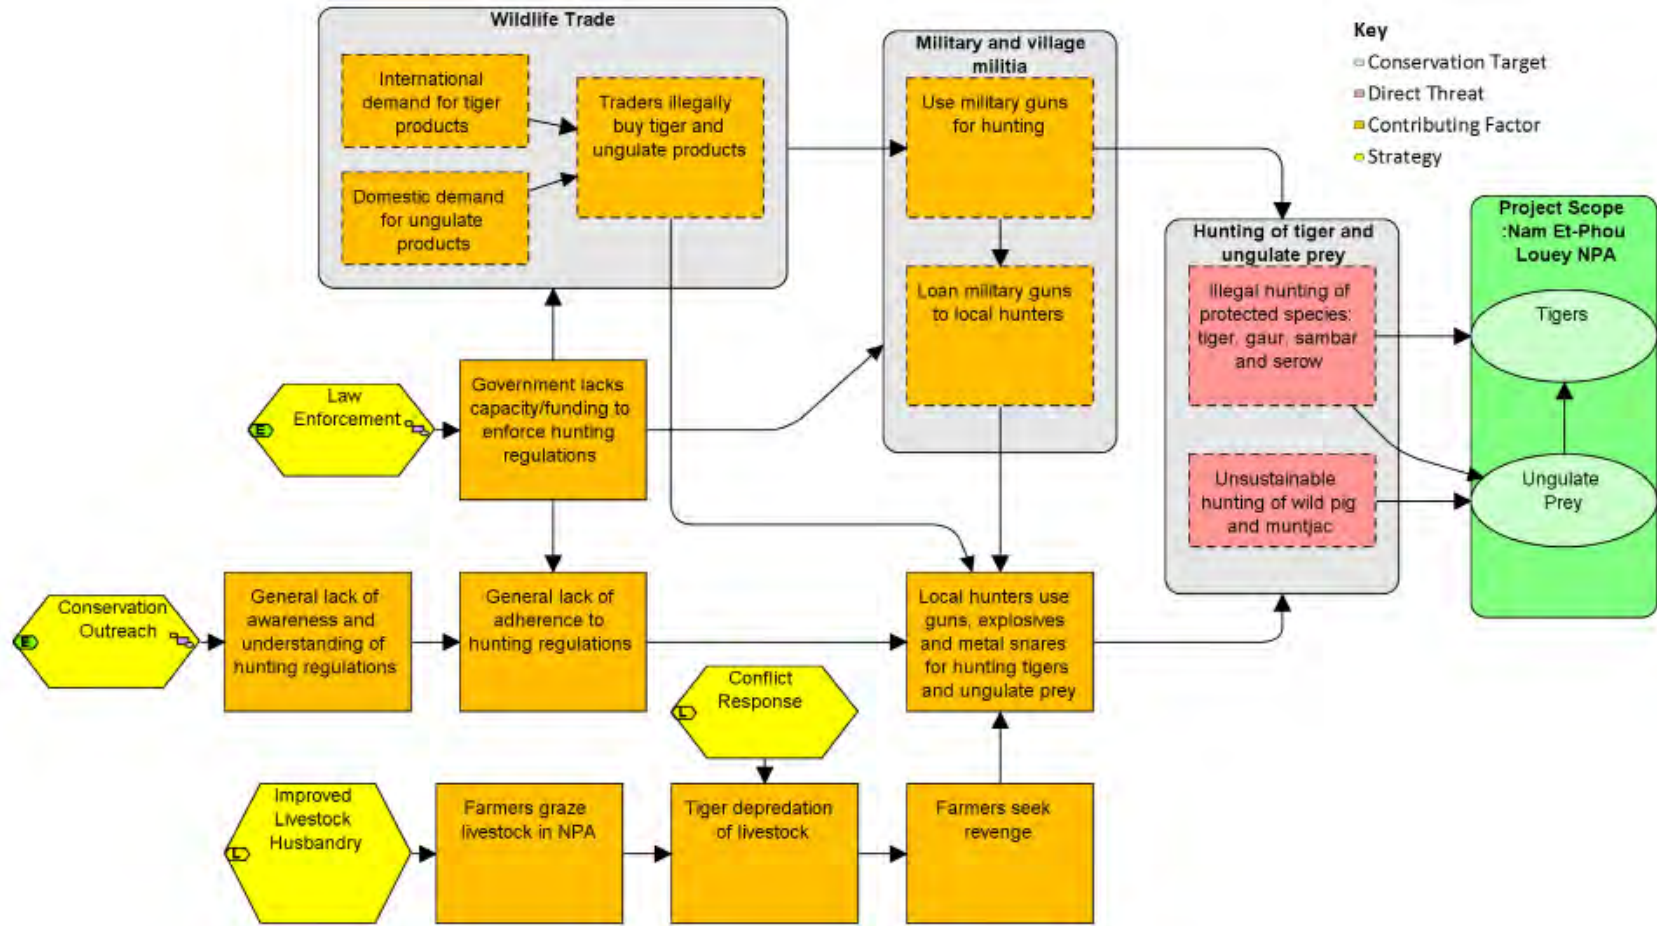 Wildlife Trade
International
demand for tiger
products
Domestic demand
for ungulate
products
Traders illegally
buy tiger and
ungulate products
Military and village
militia
Use military guns
for hunting
Loan military guns
to local hunters
Key
Conservation Target
Direct Threat
Contributing Factor
Strategy
Hunting of tiger and
ungulate prey
Illegal hunting of
protected species:
tiger, gaur, sambar
and serow
Unsustainable
hunting of wild pig
and muntjac
Project Scope
:Nam Et-Phou
Louey NPA
Tigers
Ungulate
Prey
Law
Enforcement
E
Government lacks
capacity/funding to
enforce hunting
regulations
Conservation
Outreach
E
General lack of
awareness and
understanding of
hunting regulations
General lack of
adherence to
hunting regulations
Local hunters use
guns, explosives
and metal snares
for hunting tigers
and ungulate prey
Conflict
Response
L
Improved
Livestock
Husbandry
L
Farmers graze
livestock in NPA
Tiger depredation
of livestock
Farmers seek
revenge